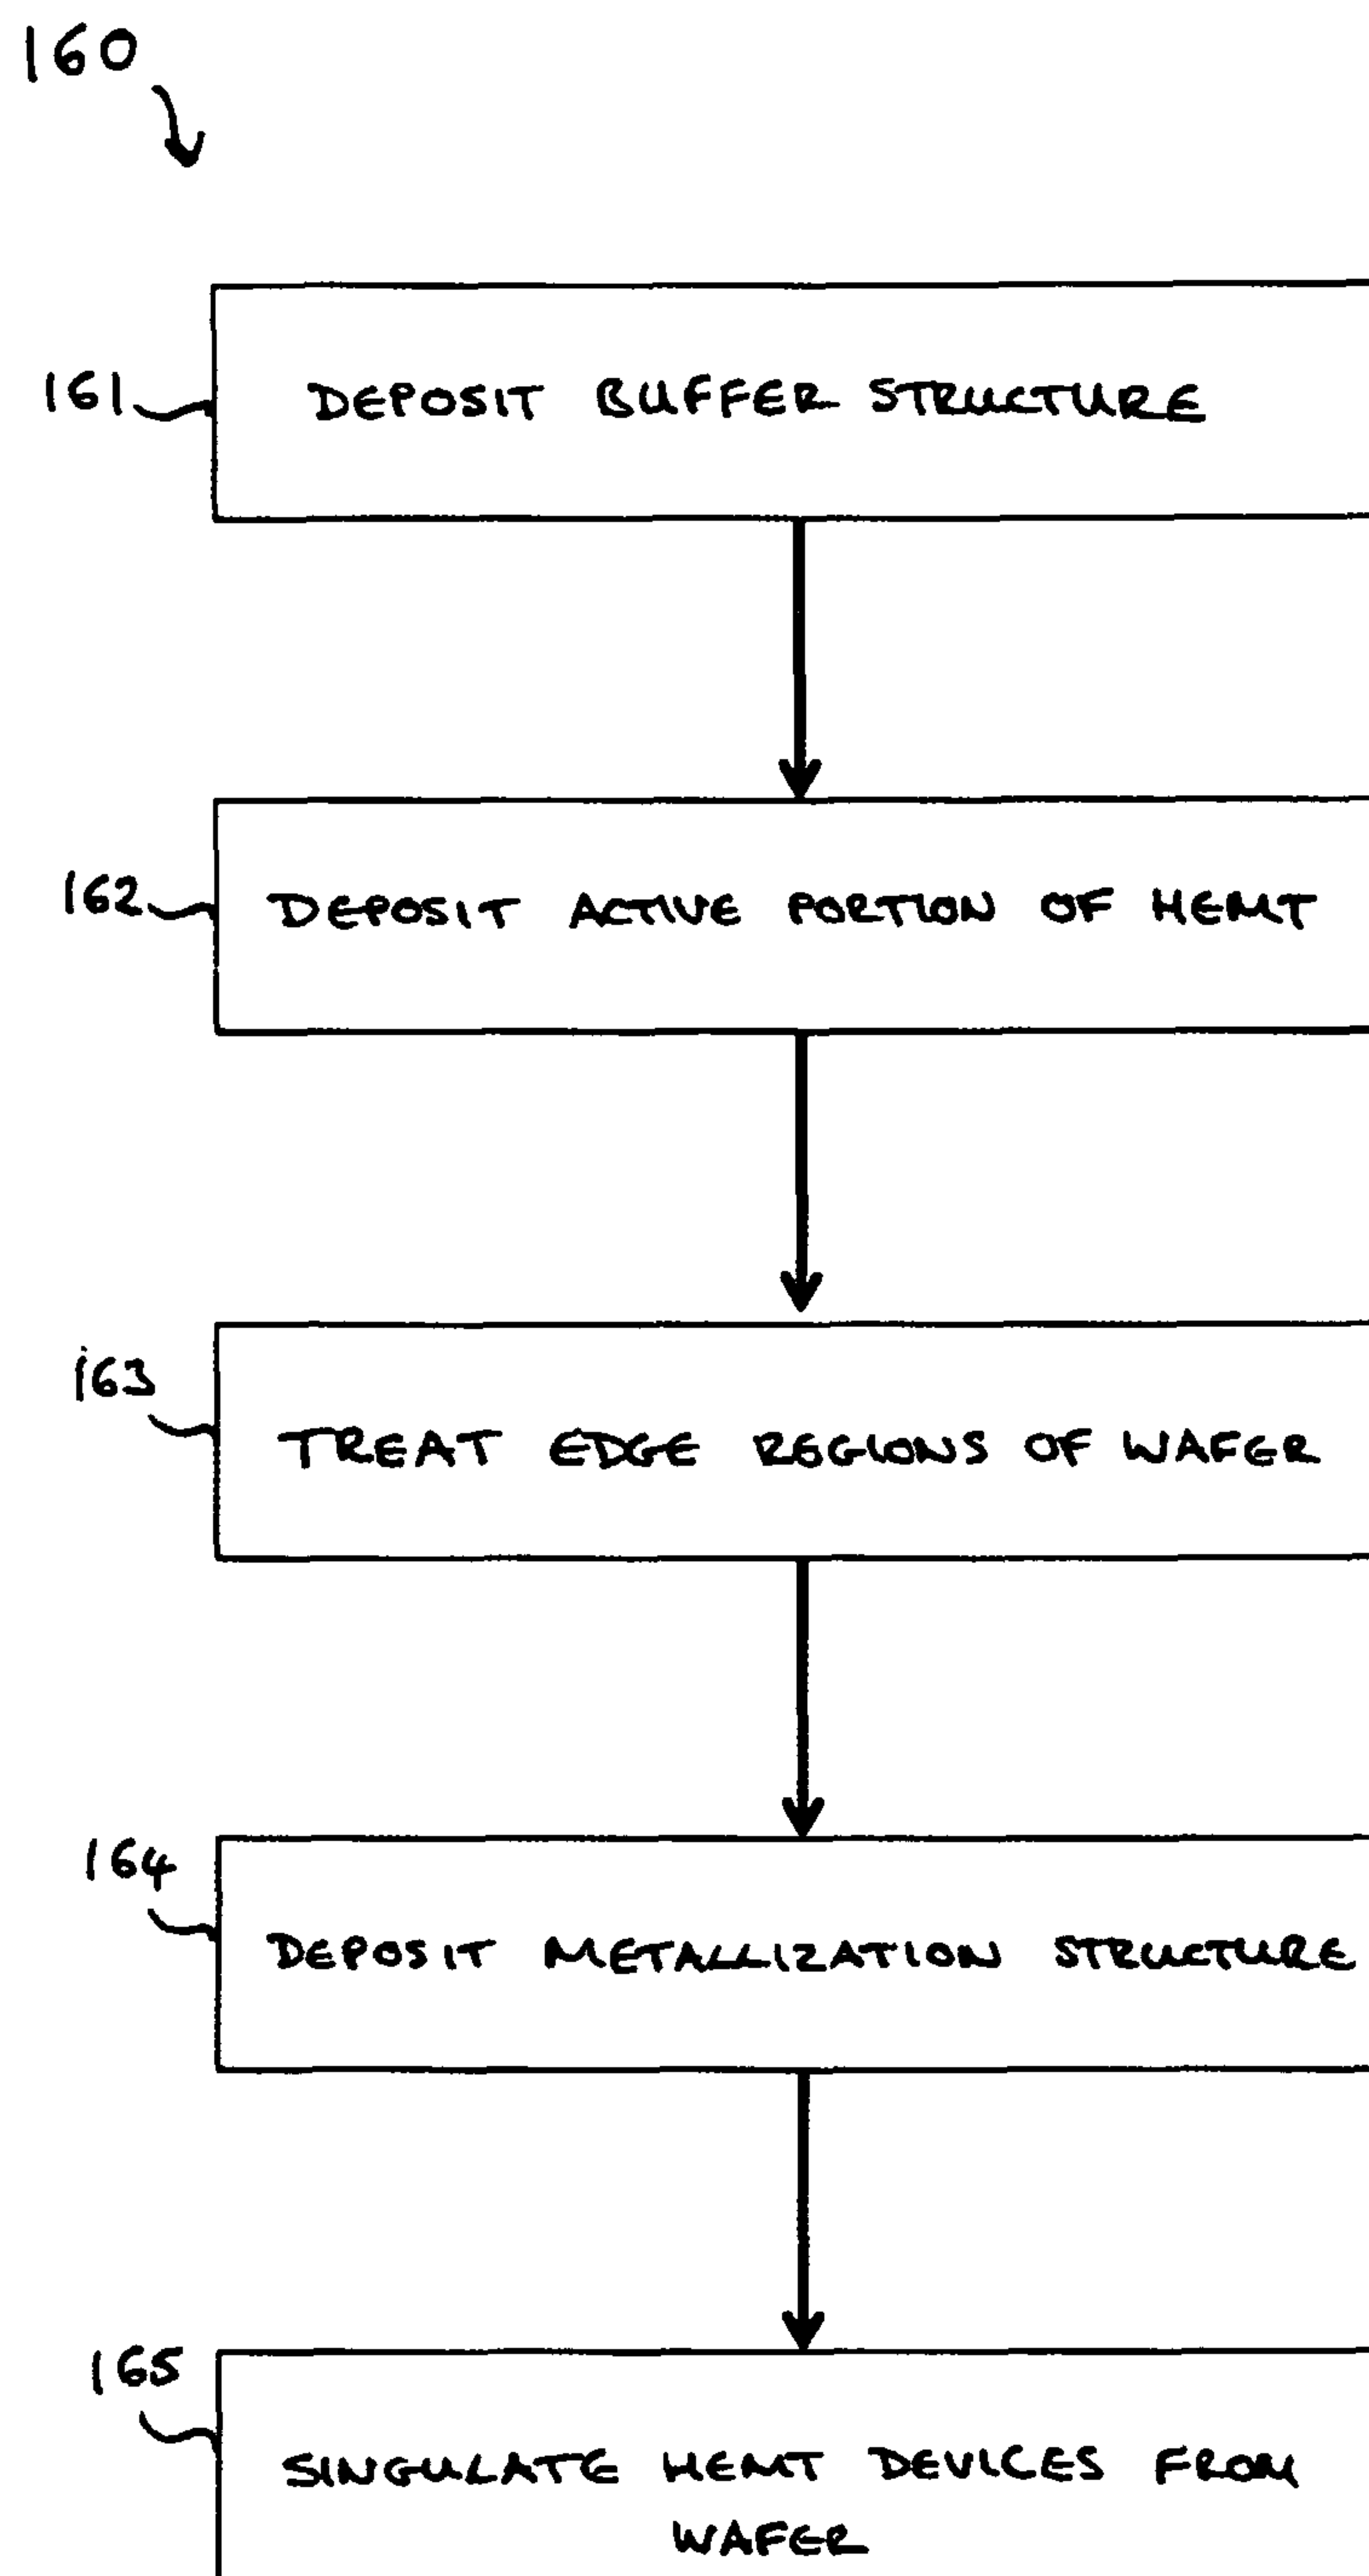 160
161 DEPOSIT BUFFER STRUCTURE
162 DEPOSIT ACTIVE PORTION OF HEMT
163 TREAT EDGE REGIONS OF WAFER
164 DEPOSIT METALLIZATION STRUCTURE
165 SINGULATE HEMT DEVICES FROM
WAFER